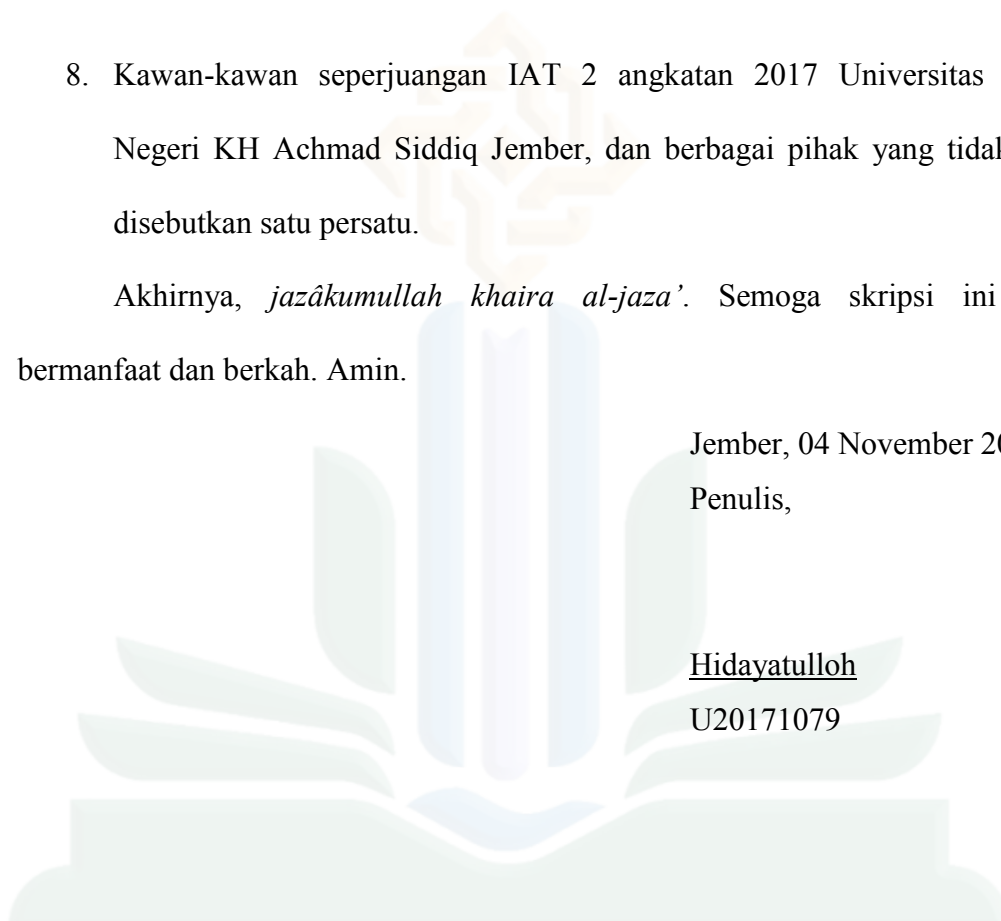 8. Kawan-kawan seperjuangan IAT 2 angkatan 2017 Universitas
Negeri KH Achmad Siddiq Jember, dan berbagai pihak yang tidak
disebutkan satu persatu.
Akhirnya, jazâkumullah khaira al-jaza’. Semoga skripsi ini
bermanfaat dan berkah. Amin.
Jember, 04 November
Penulis,
Hidayatulloh
U20171079